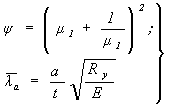 ψ = ( μ₁ + 1/μ₁ )² ; }
λ̅ₐ = a/t √(R_y/E) }